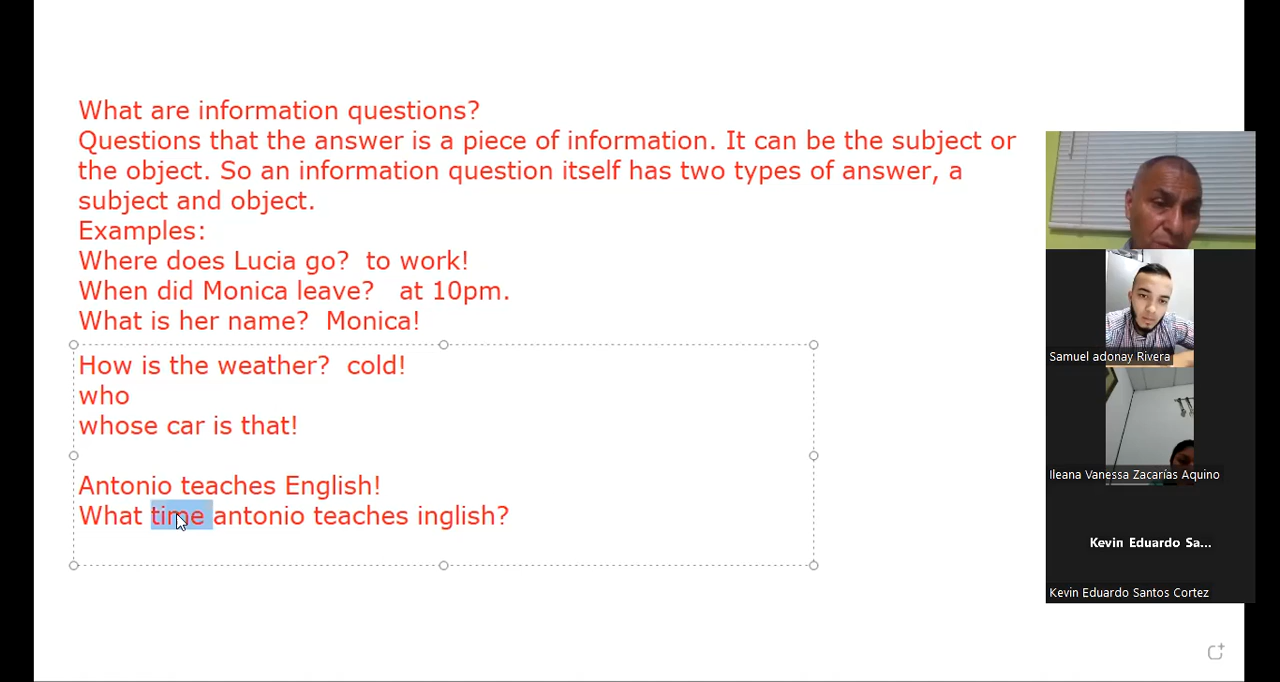 What are information questions?
Questions that the answer is a piece of information. It can be the subject or
the object. So an information question itself has two types of answer, a
subject and object.
Examples:
Where does Lucia go?  to work!
When did Monica leave?   at 10pm.
What is her name?  Monica!
How is the weather?  cold!
who
whose car is that!
Antonio teaches English!
What time antonio teaches inglish?
Samuel adonay Rivera
Ileana Vanessa Zacarías Aquino
Kevin Eduardo Sa...
Kevin Eduardo Santos Cortez